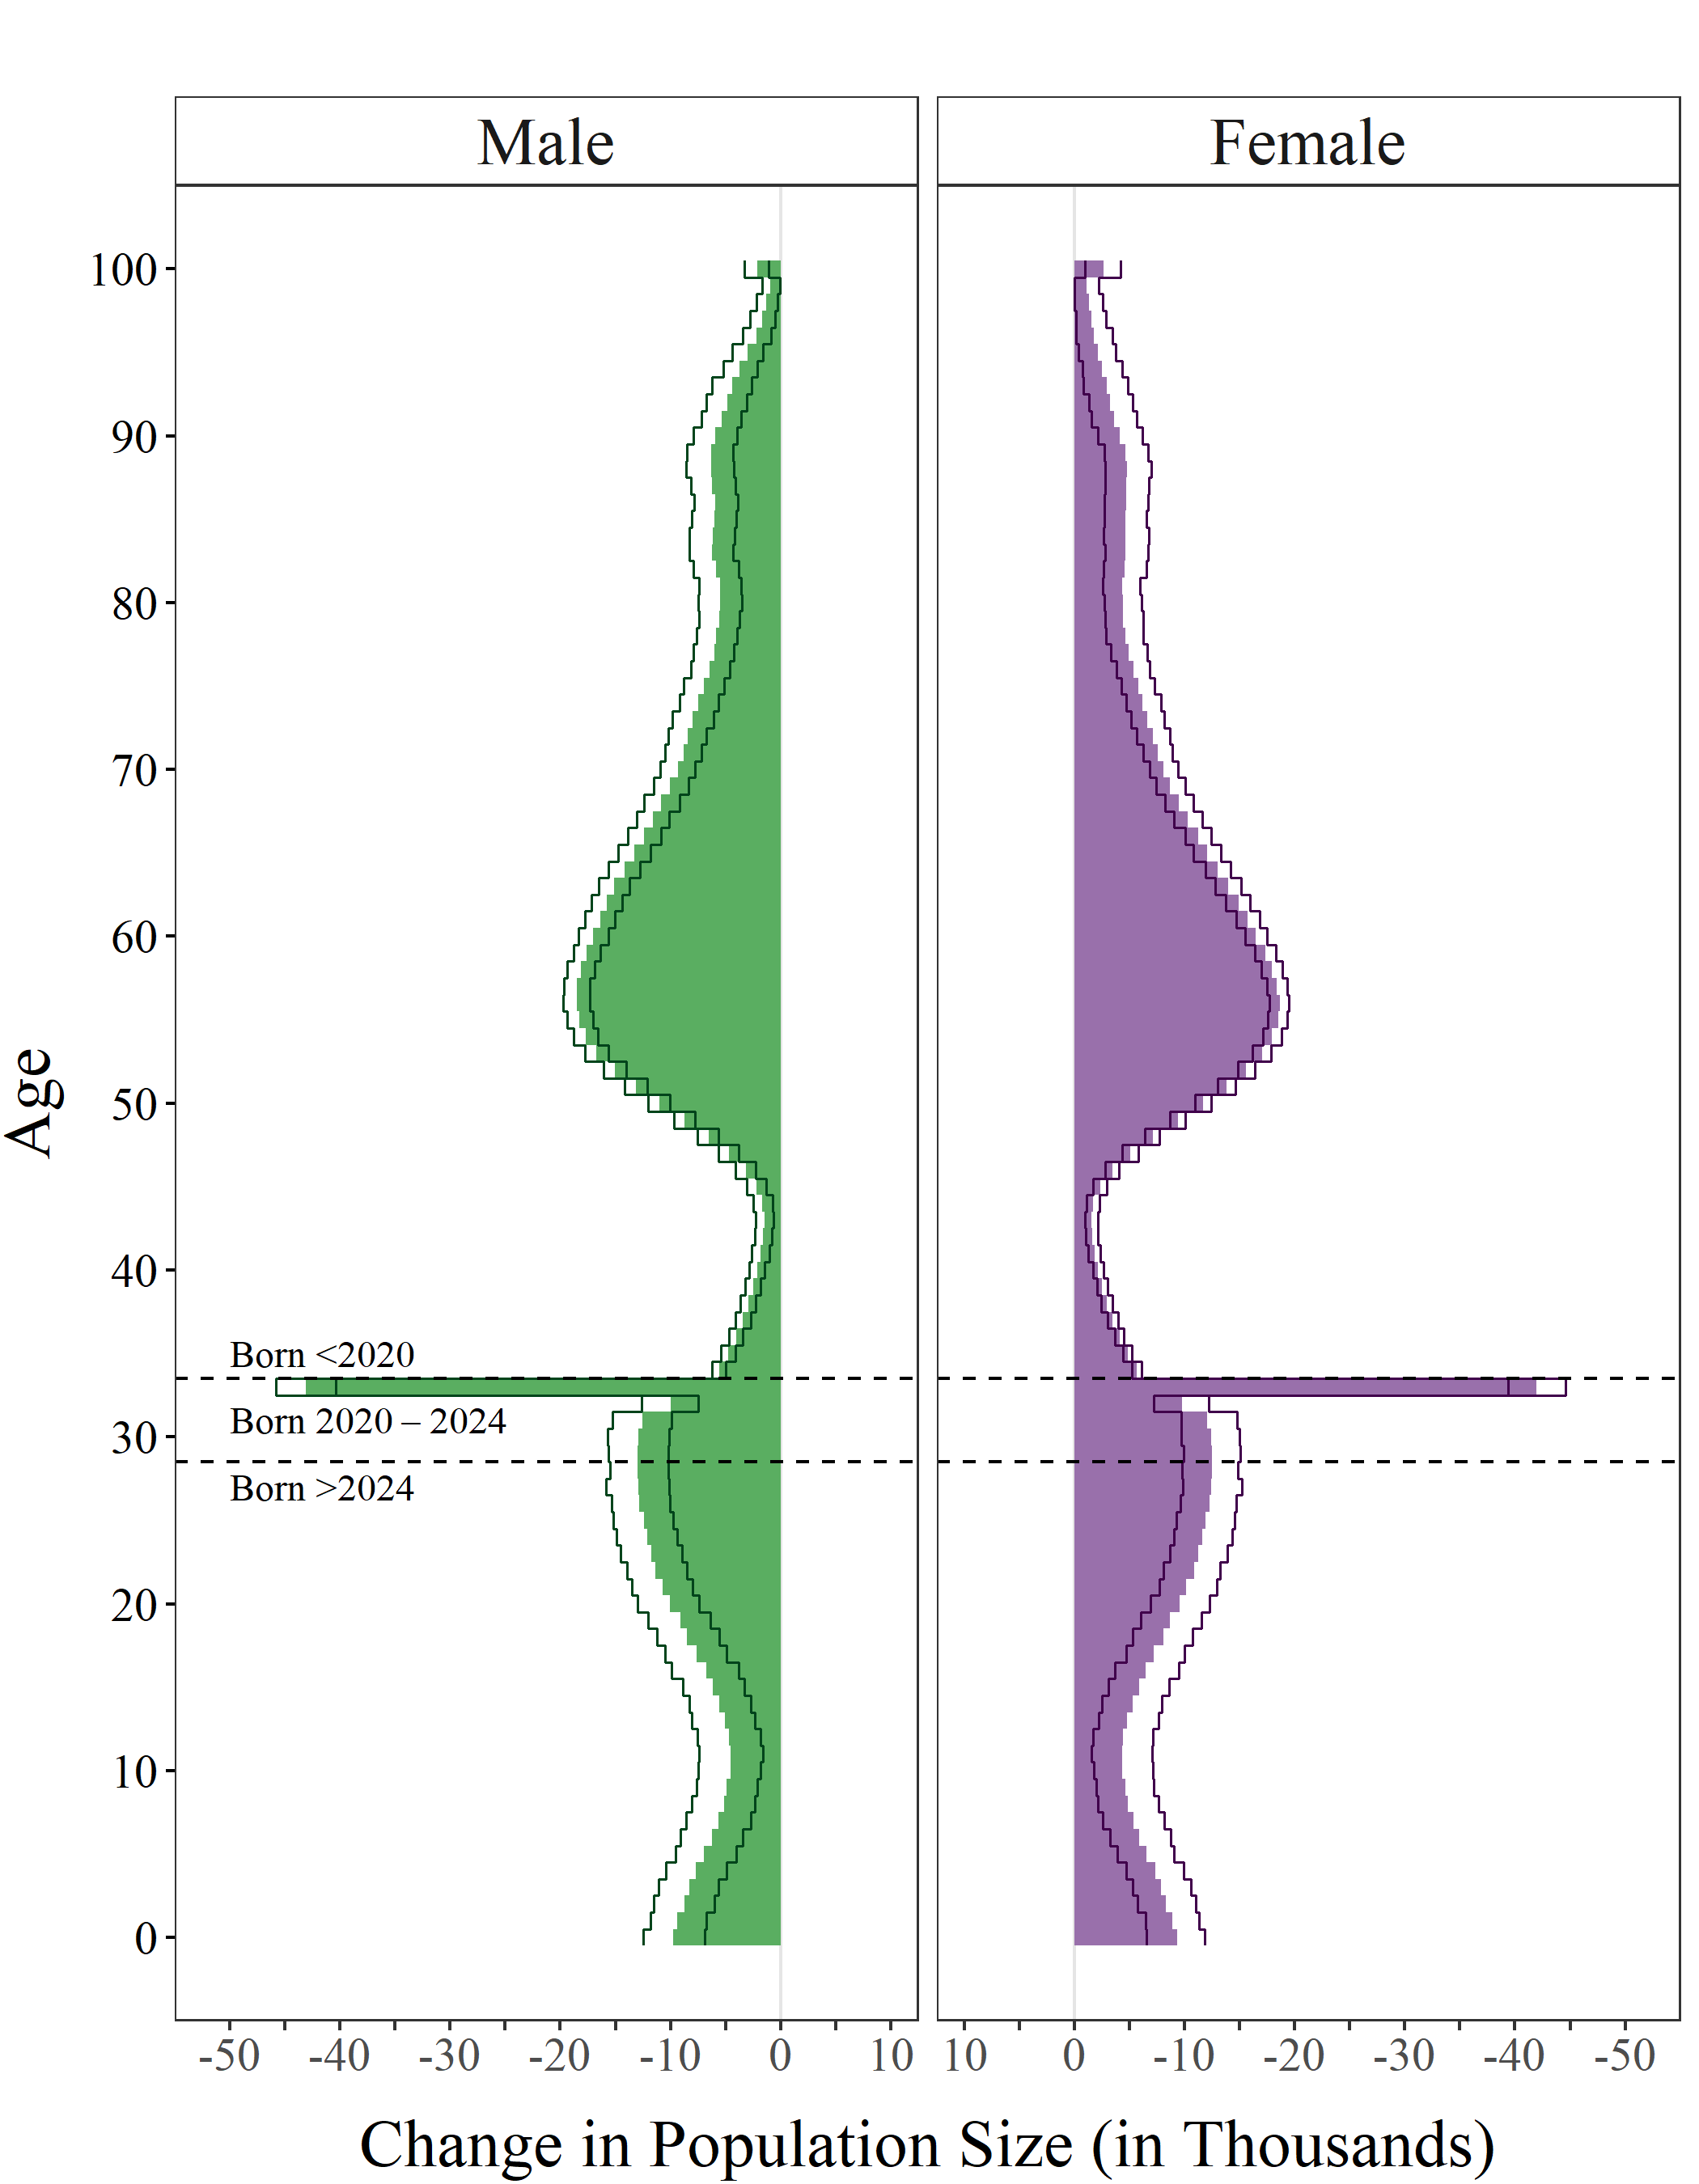 Male Female
100
90
80
70
60
50
40
Born <2020
Born 2020 – 2024
30
Born >2024
20
10
0
Age
-50 -40 -30 -20 -10 0 10 10 0 -10 -20 -30 -40 -50
Change in Population Size (in Thousands)